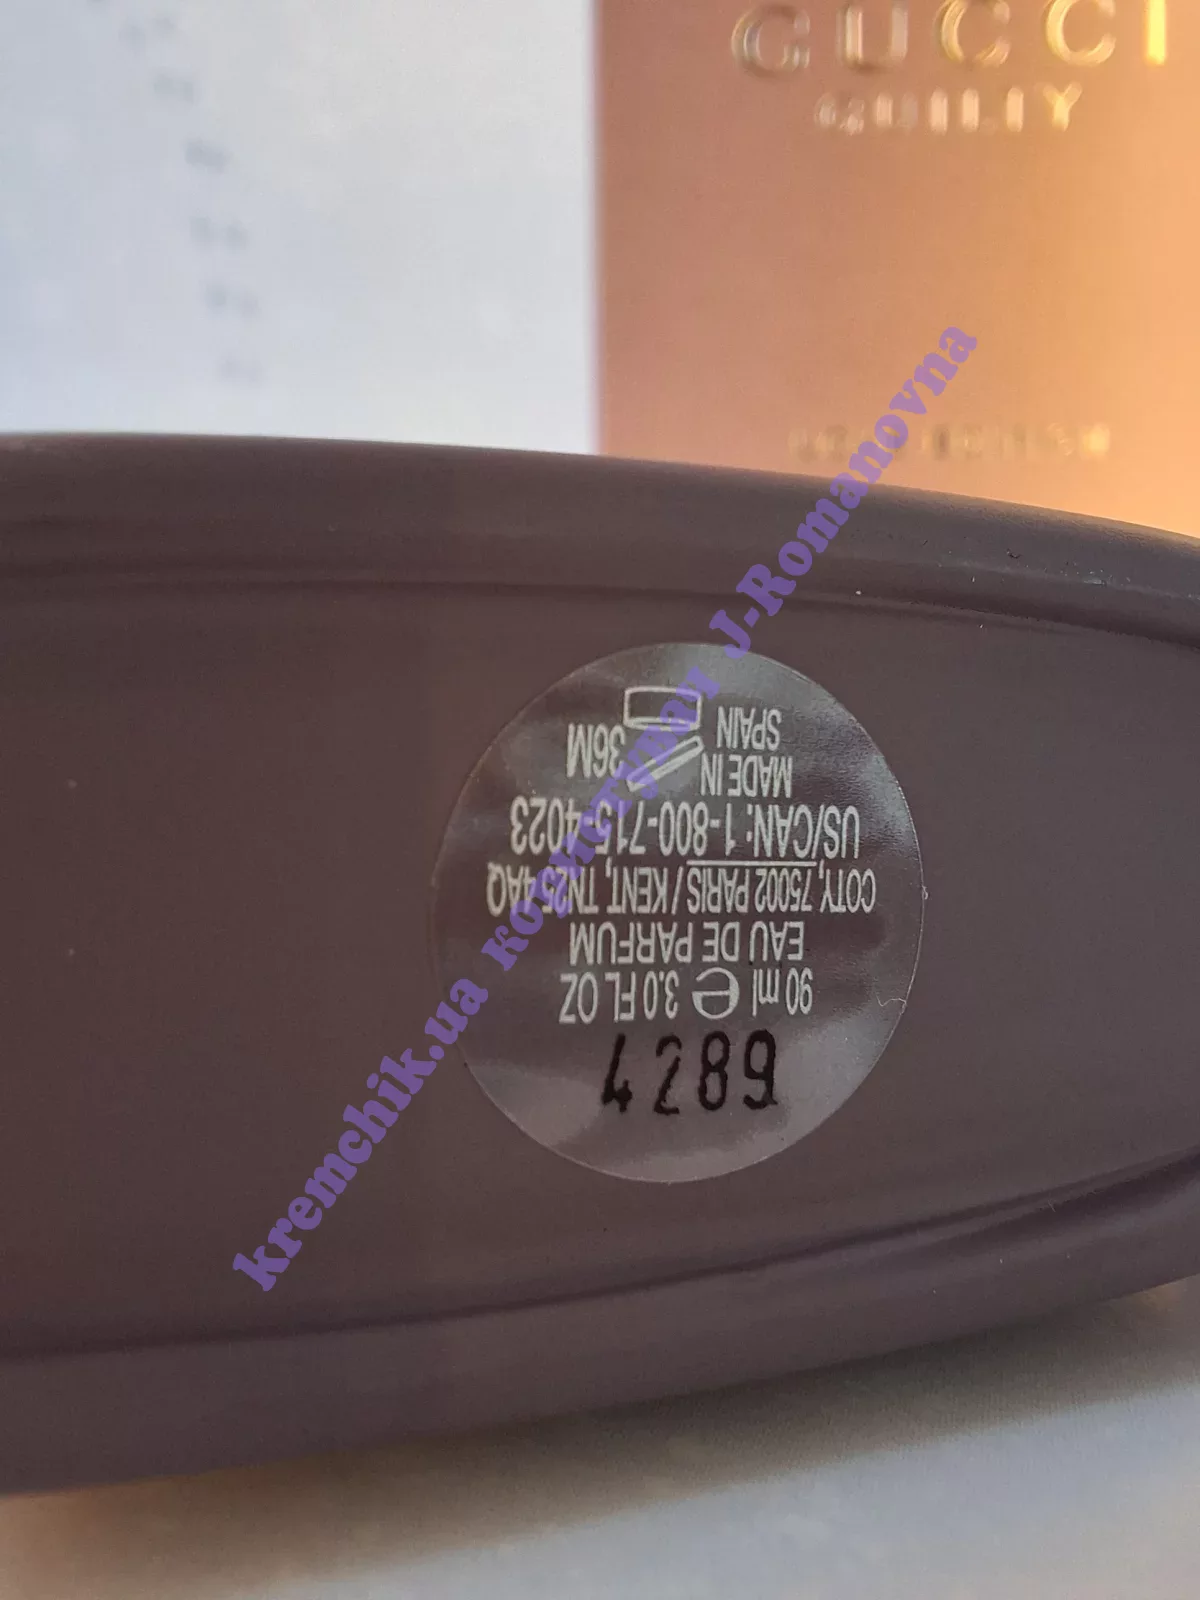 GUCCI
GUILTY
4289
90 ml ℮ 3.0 FL OZ
EAU DE PARFUM
COTY, 75002 PARIS / KENT, TN25 4AQ
US/CAN: 1-800-715-4023
MADE IN
SPAIN
36M
kremchik.ua користувач J-Romanovna